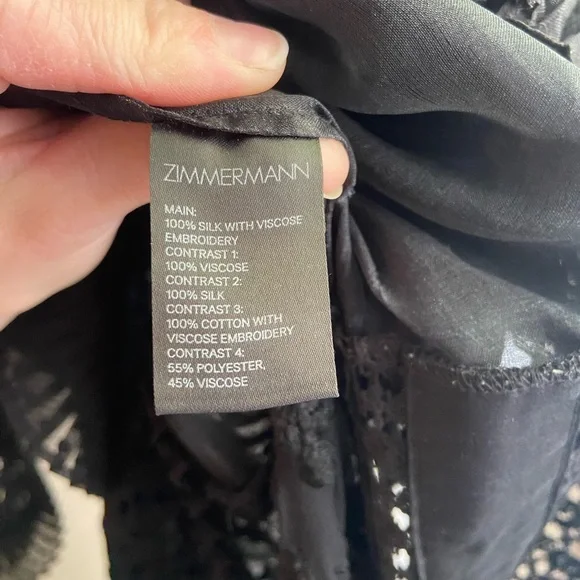 ZIMMERMANN
MAIN:
100% SILK WITH VISCOSE
EMBROIDERY
CONTRAST 1:
100% VISCOSE
CONTRAST 2:
100% SILK
CONTRAST 3:
100% COTTON WITH
VISCOSE EMBROIDERY
CONTRAST 4:
55% POLYESTER,
45% VISCOSE